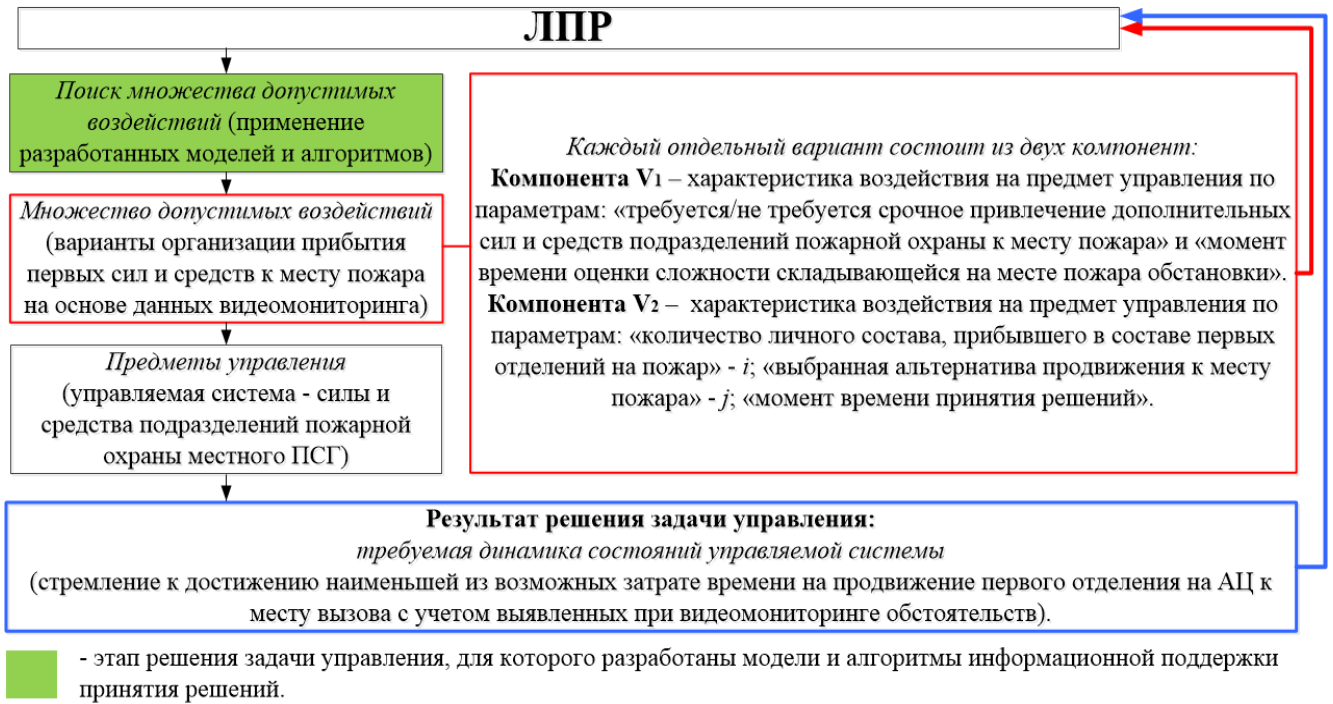 ЛПР
Поиск множества допустимых
воздействий (применение
разработанных моделей и алгоритмов)
Множество допустимых воздействий
(варианты организации прибытия
первых сил и средств к месту пожара
на основе данных видеомониторинга)
Предметы управления
(управляемая система - силы и
средства подразделений пожарной
охраны местного ПСГ)
Каждый отдельный вариант состоит из двух компонент:
Компонента V1 – характеристика воздействия на предмет управления по
параметрам: «требуется/не требуется срочное привлечение дополнительных
сил и средств подразделений пожарной охраны к месту пожара» и «момент
времени оценки сложности складывающейся на месте пожара обстановки».
Компонента V2 – характеристика воздействия на предмет управления по
параметрам: «количество личного состава, прибывшего в составе первых
отделений на пожар» - i; «выбранная альтернатива продвижения к месту
пожара» - j; «момент времени принятия решений».
Результат решения задачи управления:
требуемая динамика состояний управляемой системы
(стремление к достижению наименьшей из возможных затрате времени на продвижение первого отделения на АЦ к
месту вызова с учетом выявленных при видеомониторинге обстоятельств).
- этап решения задачи управления, для которого разработаны модели и алгоритмы информационной поддержки
принятия решений.